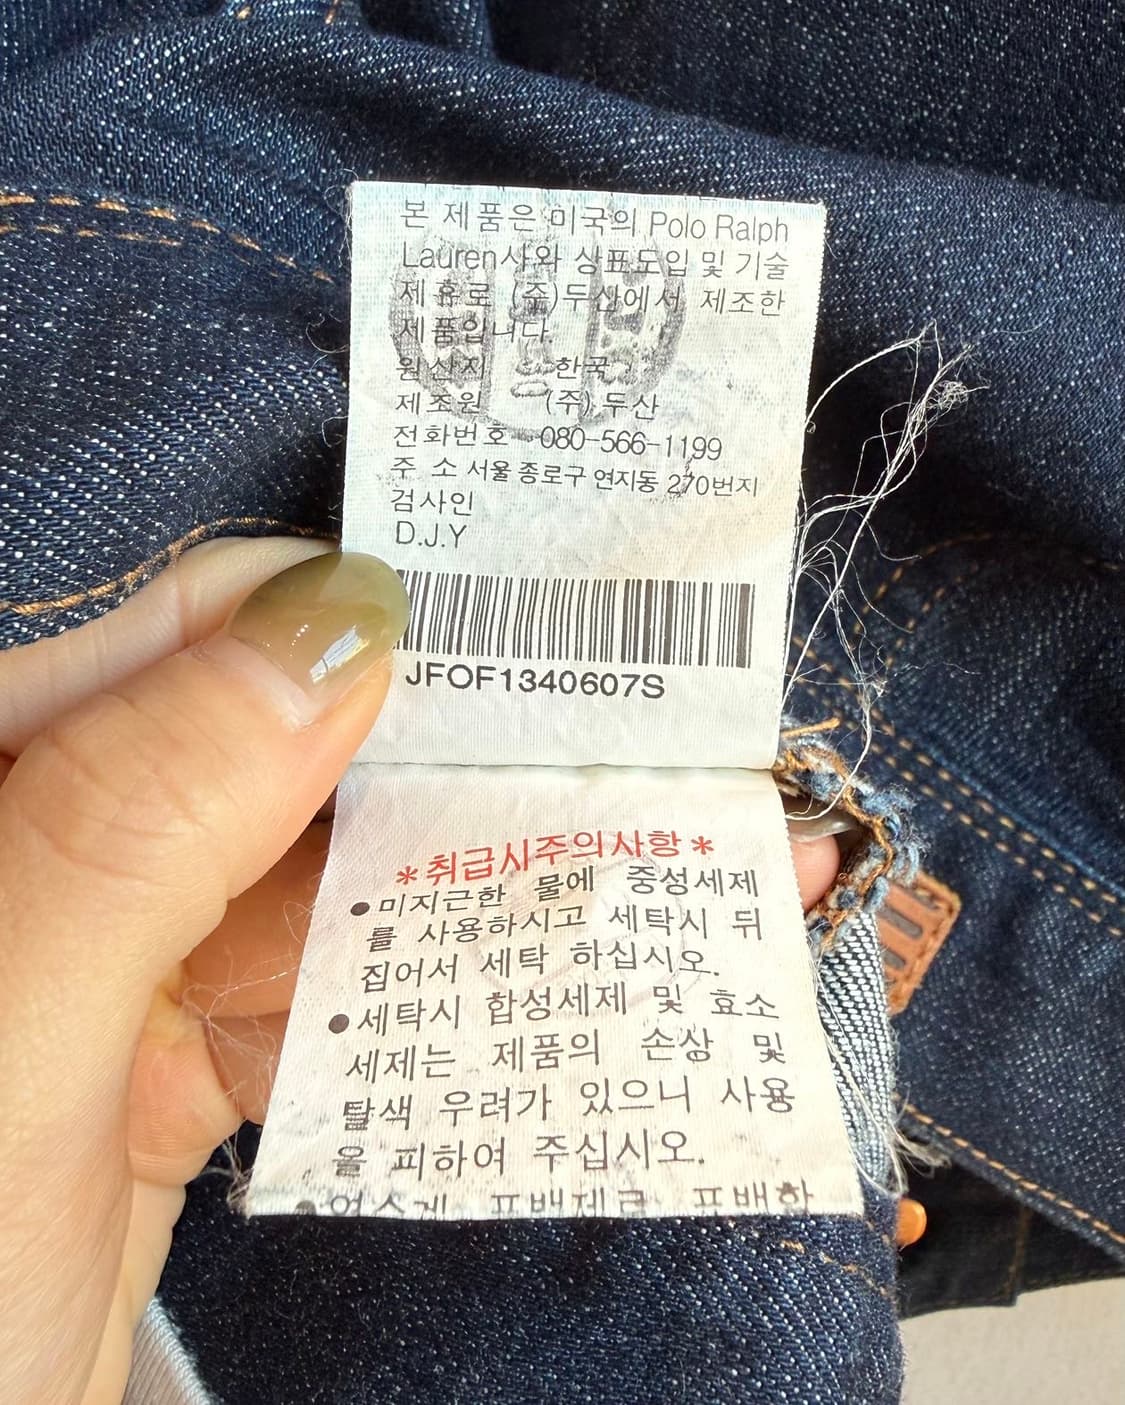 본 제품은 미국의 Polo Ralph
Lauren사와 상표도입 및 기술
제휴로 (주)두산에서 제조한
제품입니다.
원산지 한국
제조원 (주)두산
전화번호 080-566-1199
주 소 서울 종로구 연지동 270번지
검사인
D.J.Y
JFOF1340607S
*취급시주의사항*
●미지근한 물에 중성세제
를 사용하시고 세탁시 뒤
집어서 세탁 하십시오.
●세탁시 합성세제 및 효소
세제는 제품의 손상 및
탈색 우려가 있으니 사용
을 피하여 주십시오.